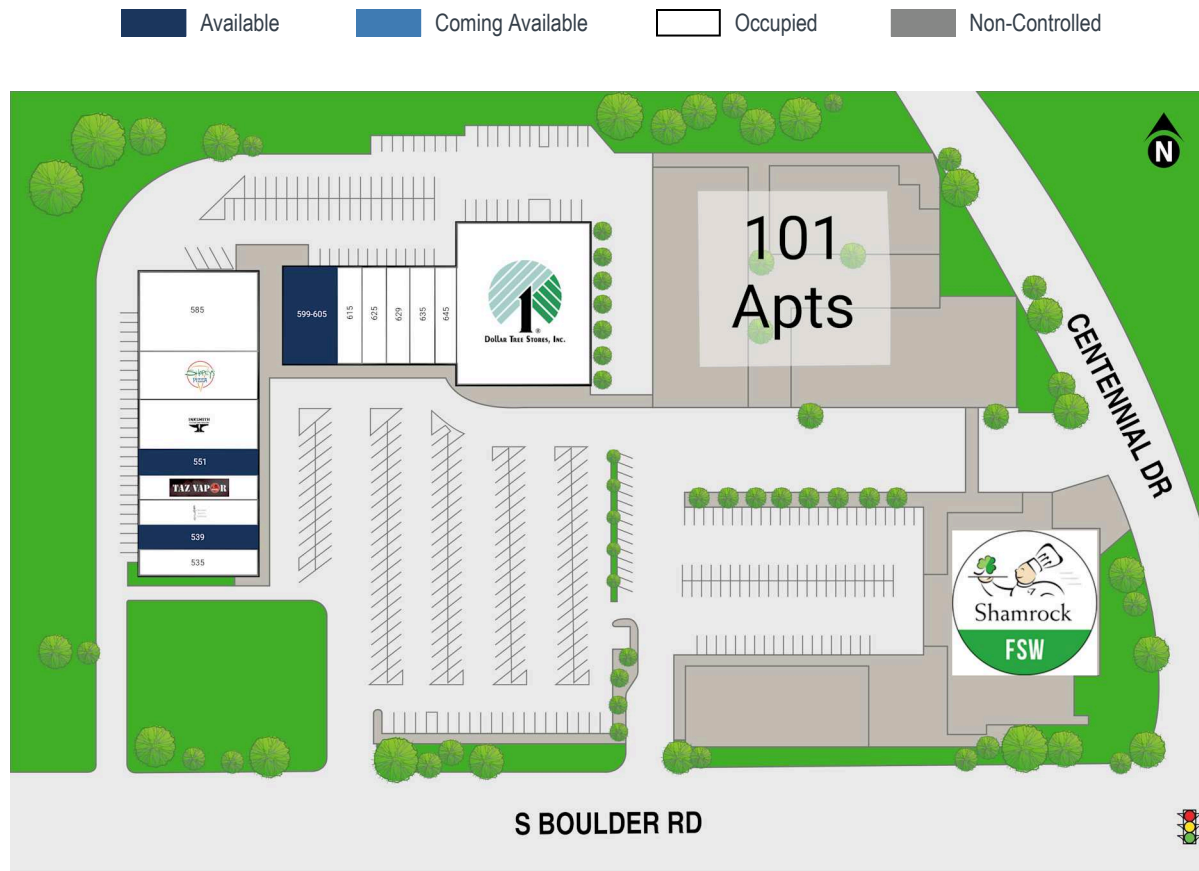 Available
Coming Available
Occupied
Non-Controlled
N
101
Apts
585
599-605
615
625
629
635
645
DOLLAR TREE STORES, INC.
PIZZA
551
TAZ VAPOR
539
535
CENTENNIAL DR
Shamrock
FSW
S BOULDER RD